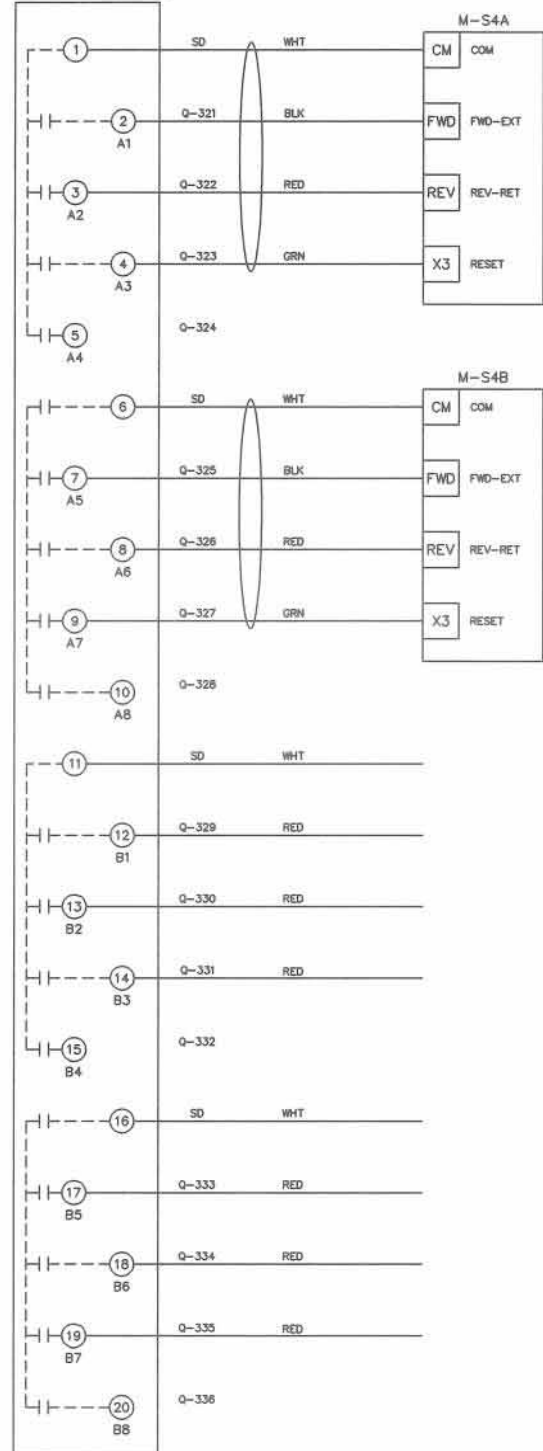 M-S4A
1 SD WHT CM COM
2 Q-321 BLK FWD FWD-EXT
A1
3 Q-322 RED REV REV-RET
A2
4 Q-323 GRN X3 RESET
A3
5 Q-324
A4
M-S4B
6 SD WHT CM COM
7 Q-325 BLK FWD FWD-EXT
A5
8 Q-326 RED REV REV-RET
A6
9 Q-327 GRN X3 RESET
A7
10 Q-328
A8
11 SD WHT
12 Q-329 RED
B1
13 Q-330 RED
B2
14 Q-331 RED
B3
15 Q-332
B4
16 SD WHT
17 Q-333 RED
B5
18 Q-334 RED
B6
19 Q-335 RED
B7
20 Q-336
B8